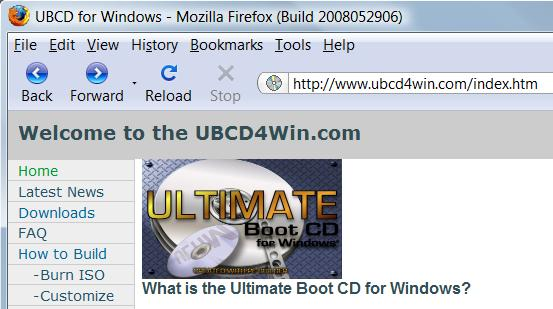 UBCD for Windows - Mozilla Firefox (Build 2008052906)
File Edit View History Bookmarks Tools Help
Back Forward Reload Stop http://www.ubcd4win.com/index.htm
Welcome to the UBCD4Win.com
Home
Latest News
Downloads
FAQ
How to Build
-Burn ISO
-Customize
ULTIMATE
Boot CD
for Windows
What is the Ultimate Boot CD for Windows?